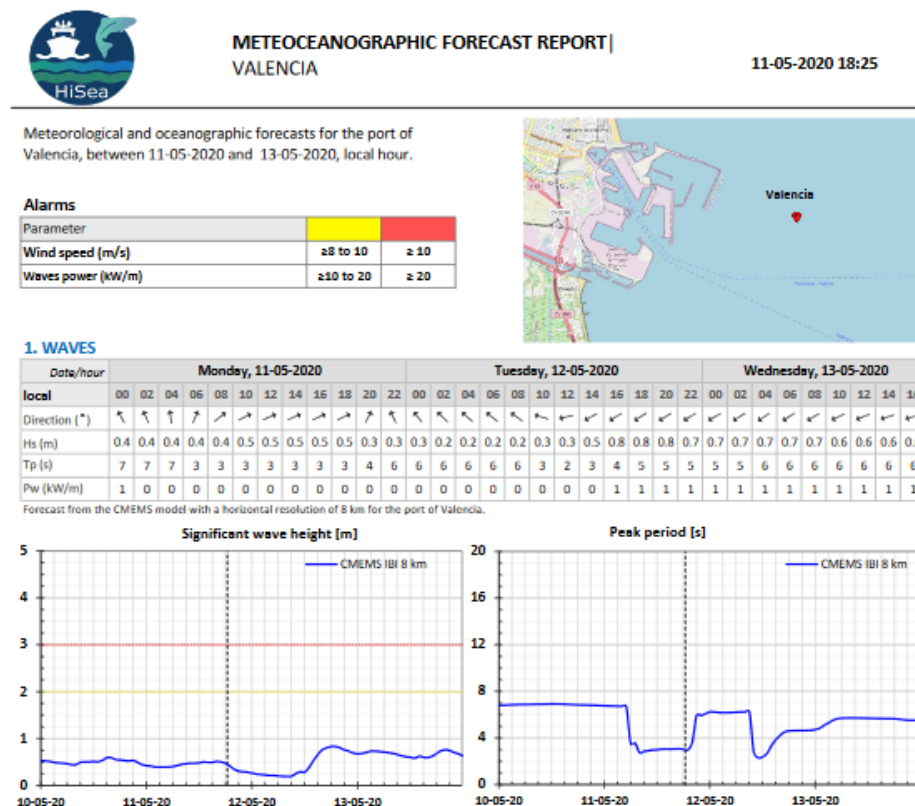 HiSea
METEOCEANOGRAPHIC FORECAST REPORT|
VALENCIA
11-05-2020 18:25
Meteorological and oceanographic forecasts for the port of
Valencia, between 11-05-2020 and 13-05-2020, local hour.
Alarms
Parameter
Wind speed (m/s) ≥8 to 10 ≥ 10
Waves power (kW/m) ≥10 to 20 ≥ 20
Valencia
1. WAVES
Date/hour Monday, 11-05-2020 Tuesday, 12-05-2020 Wednesday, 13-05-2020
local 00 02 04 06 08 10 12 14 16 18 20 22 00 02 04 06 08 10 12 14 16 18 20 22 00 02 04 06 08 10 12 14
Direction (°)
Hs (m) 0.4 0.4 0.4 0.4 0.4 0.5 0.5 0.5 0.5 0.5 0.3 0.3 0.3 0.2 0.2 0.2 0.2 0.3 0.3 0.5 0.8 0.8 0.8 0.7 0.7 0.7 0.7 0.7 0.6 0.6 0.6
Tp (s) 7 7 7 3 3 3 3 3 3 3 4 6 6 6 6 6 6 3 2 3 4 5 5 5 5 5 6 6 6 6 6 6
Pw (kW/m) 1 0 0 0 0 0 0 0 0 0 0 0 0 0 0 0 0 0 0 0 1 1 1 1 1 1 1 1 1 1 1 1
Forecast from the CMEMS model with a horizontal resolution of 8 km for the port of Valencia.
Significant wave height [m]
CMEMS IBI 8 km
5
4
3
2
1
0
10-05-20 11-05-20 12-05-20 13-05-20
Peak period [s]
CMEMS IBI 8 km
20
16
12
8
4
0
10-05-20 11-05-20 12-05-20 13-05-20